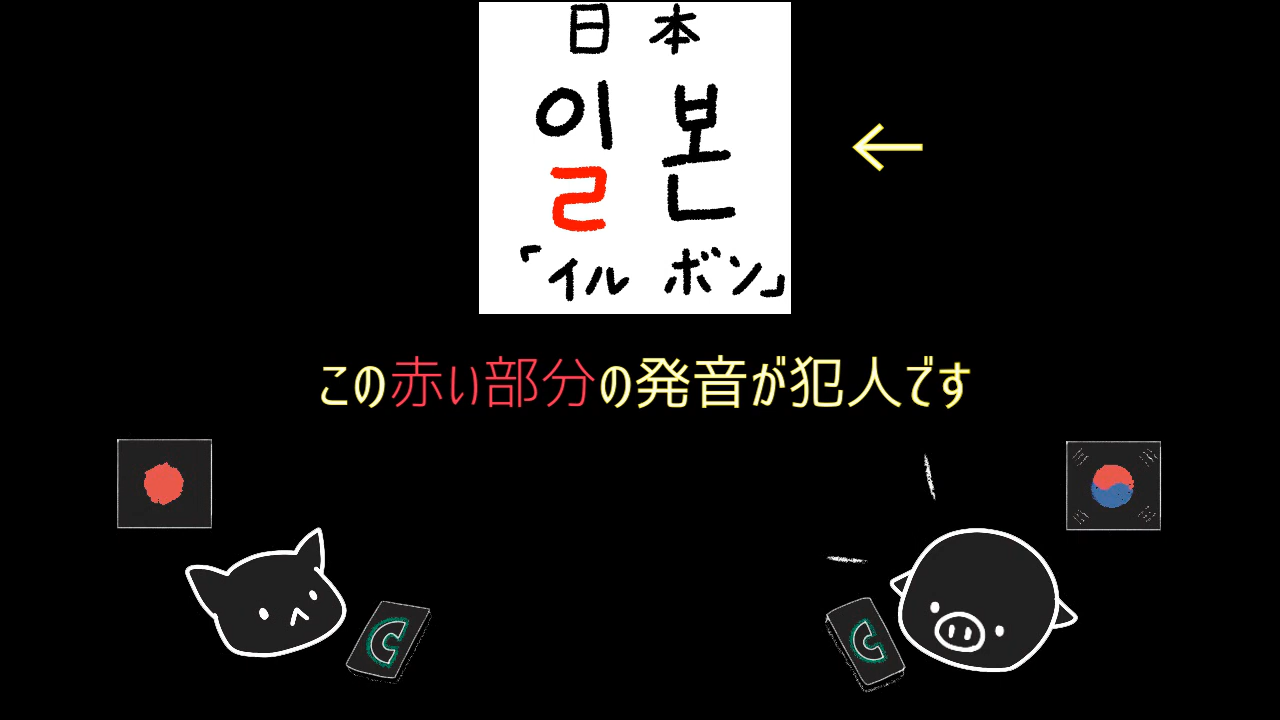 日本
일본
「イルボン」
←
この赤い部分の発音が犯人です